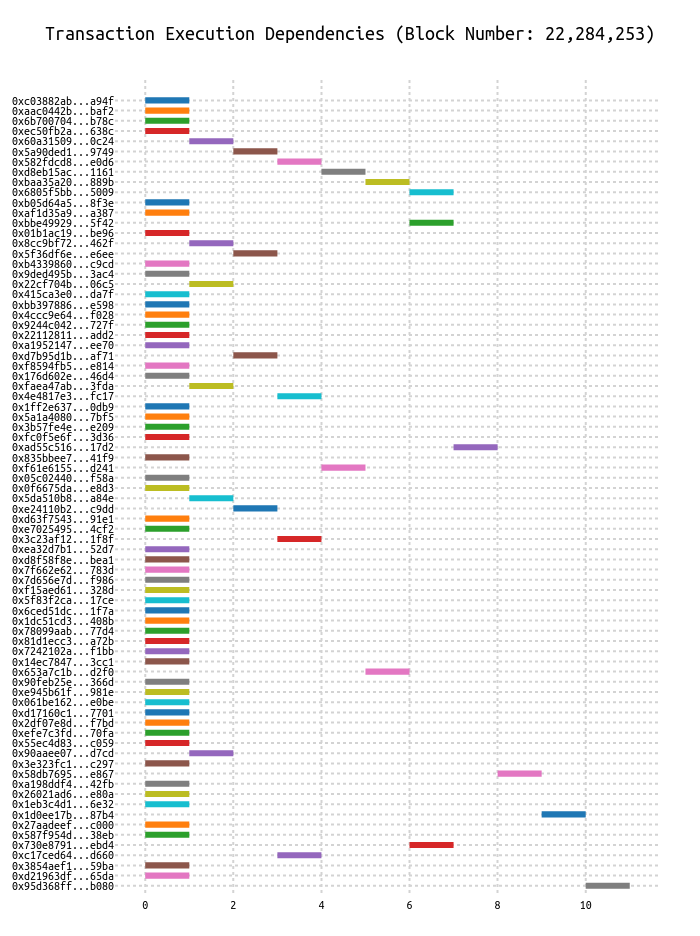 Transaction Execution Dependencies (Block Number: 22,284,253)
0xc03882ab...a94f
0xaac0442b...baf2
0x6b700704...b78c
0xec50fb2a...638c
0x60a31509...0c24
0x5a90ded1...9749
0x582fdcd8...e0d6
0xd8eb15ac...1161
0xbaa35a20...889b
0x6805f5bb...5009
0xb05d64a5...8f3e
0xaf1d35a9...a387
0xbbe49929...5f42
0x01b1ac19...be96
0x8cc9bf72...462f
0x5f36df6e...e6ee
0xb4339860...c9cd
0x9ded495b...3ac4
0x22cf704b...06c5
0x415ca3e0...da7f
0xbb397886...e598
0x4ccc9e64...f028
0x9244c042...727f
0x22112811...add2
0xa1952147...ee70
0xd7b95d1b...af71
0xf8594fb5...e814
0x176d602e...46d4
0xfaea47ab...3fda
0x4e4817e3...fc17
0x1ff2e637...0db9
0x5a1a4080...7bf5
0x3b57fe4e...e209
0xfc0f5e6f...3d36
0xad55c516...17d2
0x835bbee7...41f9
0xf61e6155...d241
0x05c02440...f58a
0x0f6675da...e8d3
0x5da510b8...a84e
0xe24110b2...c9dd
0xd63f7543...91e1
0xe7025495...4cf2
0x3c23af12...1f8f
0xea32d7b1...52d7
0xd8f58f8e...bea1
0x7f662e62...783d
0x7d656e7d...f986
0xf15aed61...328d
0x5f83f2ca...17ce
0x6ced51dc...1f7a
0x1dc51cd3...408b
0x78099aab...77d4
0x81d1ecc3...a72b
0x7242102a...f1bb
0x14ec7847...3cc1
0x653a7c1b...d2f0
0x90feb25e...366d
0xe945b61f...981e
0x061be162...e0be
0xd17160c1...7701
0x2df07e8d...f7bd
0xefe7c3fd...70fa
0x55ec4d83...c059
0x90aaee07...d7cd
0x3e323fc1...c297
0x58db7695...e867
0xa198ddf4...42fb
0x26021ad6...e80a
0x1eb3c4d1...6e32
0x1d0ee17b...87b4
0x27aadeef...c000
0x587f954d...38eb
0x730e8791...ebd4
0xc17ced64...d660
0x3854aef1...59ba
0xd21963df...65da
0x95d368ff...b080
0 2 4 6 8 10